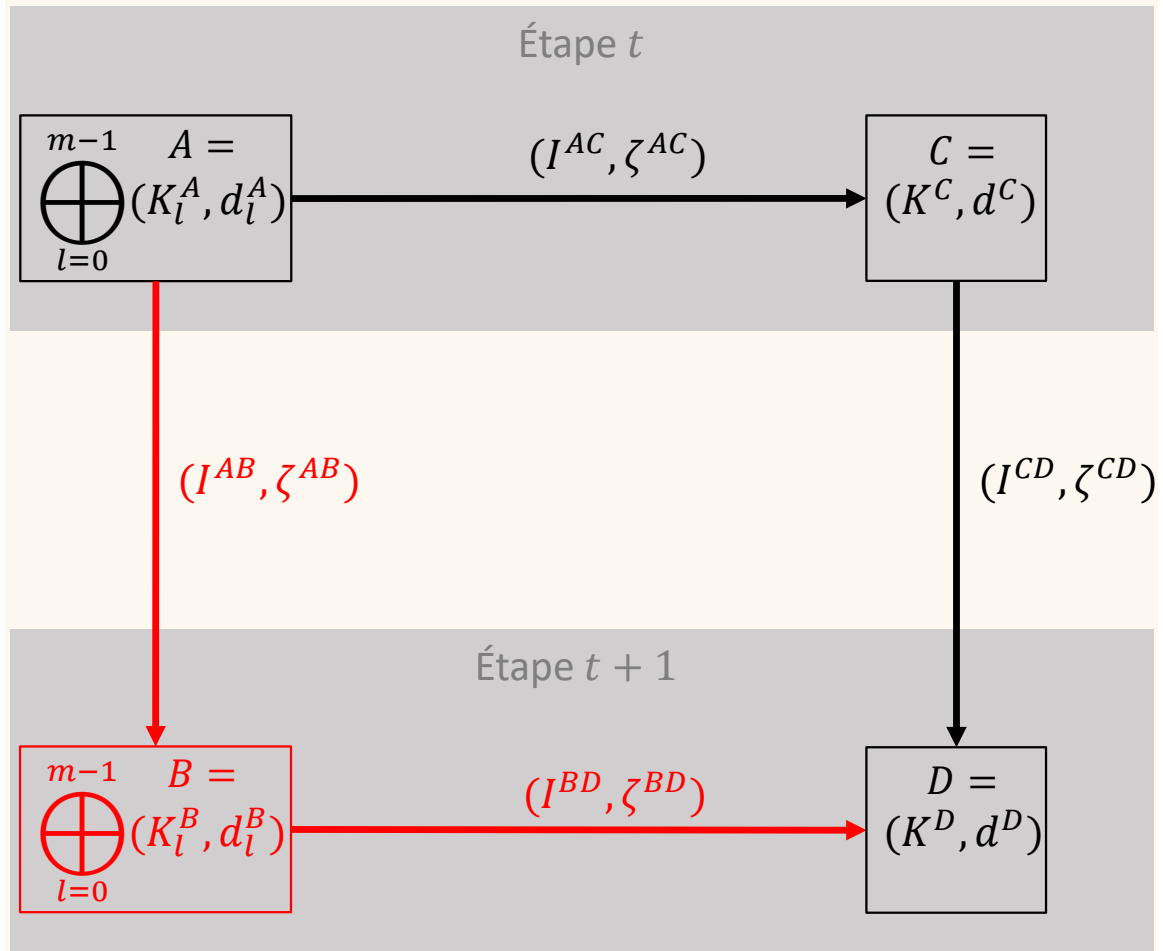 Étape t
m−1
⊕
l=0
A =
(K_l^A, d_l^A)
(I^{AC}, ζ^{AC})
C =
(K^C, d^C)
(I^{AB}, ζ^{AB})
(I^{CD}, ζ^{CD})
Étape t + 1
m−1
⊕
l=0
B =
(K_l^B, d_l^B)
(I^{BD}, ζ^{BD})
D =
(K^D, d^D)